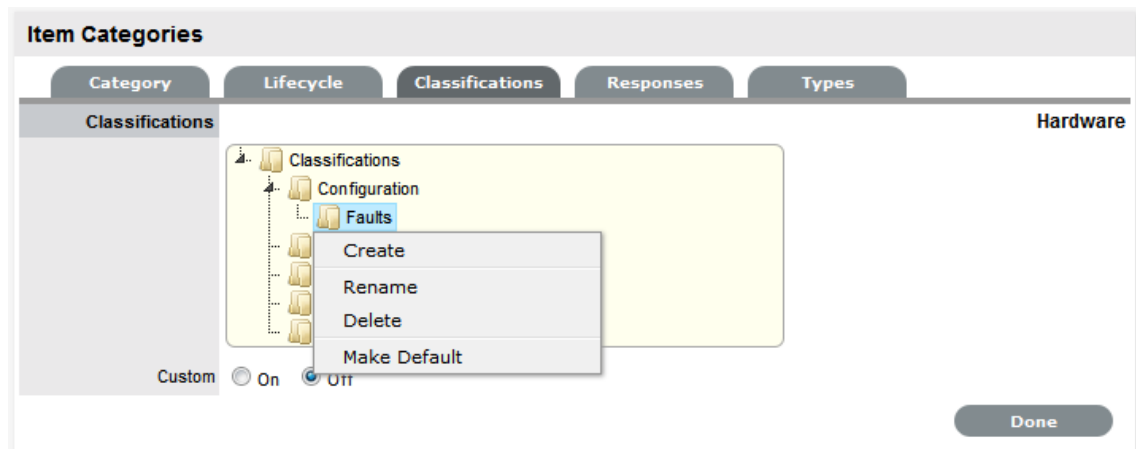 Item Categories
Category Lifecycle Classifications Responses Types
Classifications Hardware
Classifications
Configuration
Faults
Create
Rename
Delete
Make Default
Custom On Off
Done